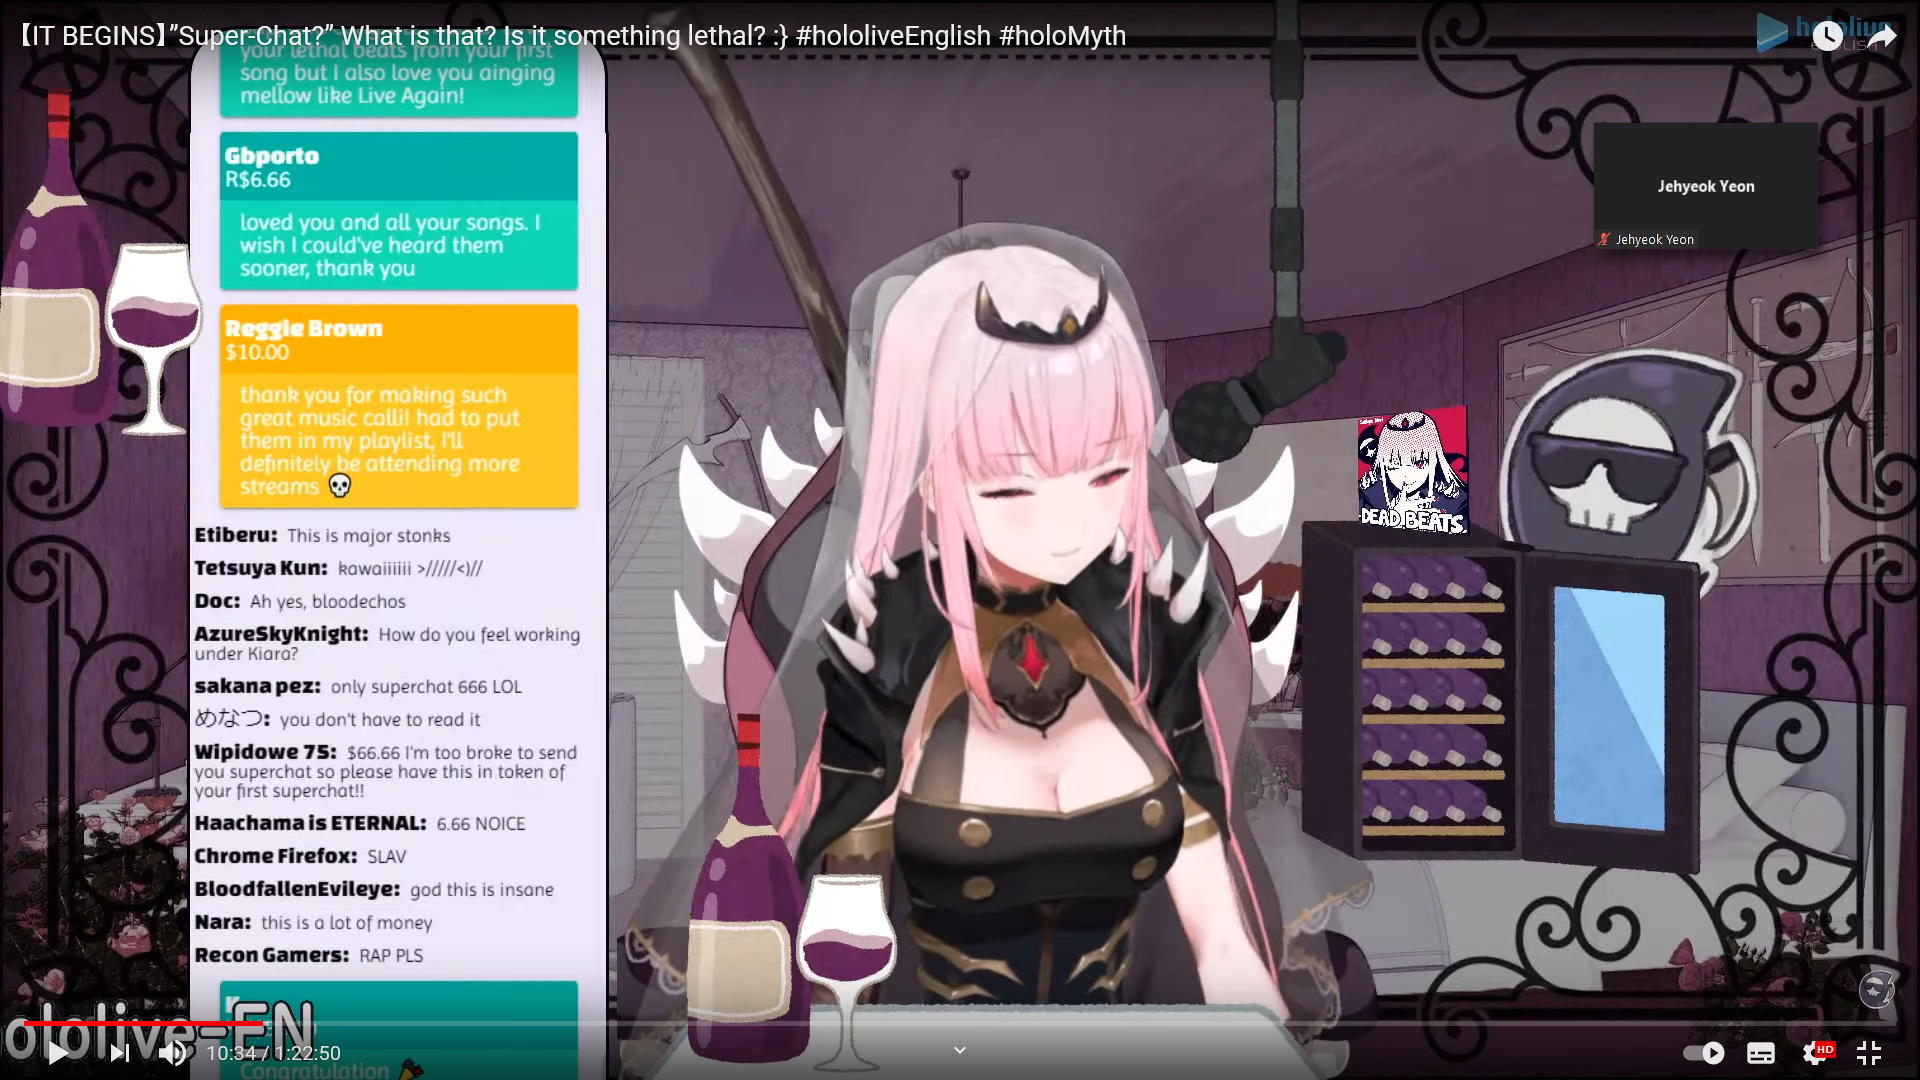 【IT BEGINS】”Super-Chat?” What is that? Is it something lethal? :} #hololiveEnglish #holoMyth
hololive
ENGLISH
your lethal beats from your first
song but I also love you ainging
mellow like Live Again!
Gbporto
R$6.66
loved you and all your songs. I
wish I could've heard them
sooner, thank you
Reggie Brown
$10.00
thank you for making such
great music calli! had to put
them in my playlist, I'll
definitely be attending more
streams 💀
Etiberu: This is major stonks
Tetsuya Kun: kawaiiiiii >/////<)//
Doc: Ah yes, bloodechos
AzureSkyKnight: How do you feel working
under Kiara?
sakana pez: only superchat 666 LOL
めなつ: you don't have to read it
Wipidowe 75: $66.66 I'm too broke to send
you superchat so please have this in token of
your first superchat!!
Haachama is ETERNAL: 6.66 NOICE
Chrome Firefox: SLAV
BloodfallenEvileye: god this is insane
Nara: this is a lot of money
Recon Gamers: RAP PLS
Congratulation
ololive-EN
10:34 / 1:22:50
Jehyeok Yeon
Jehyeok Yeon
DEAD BEATS
HD